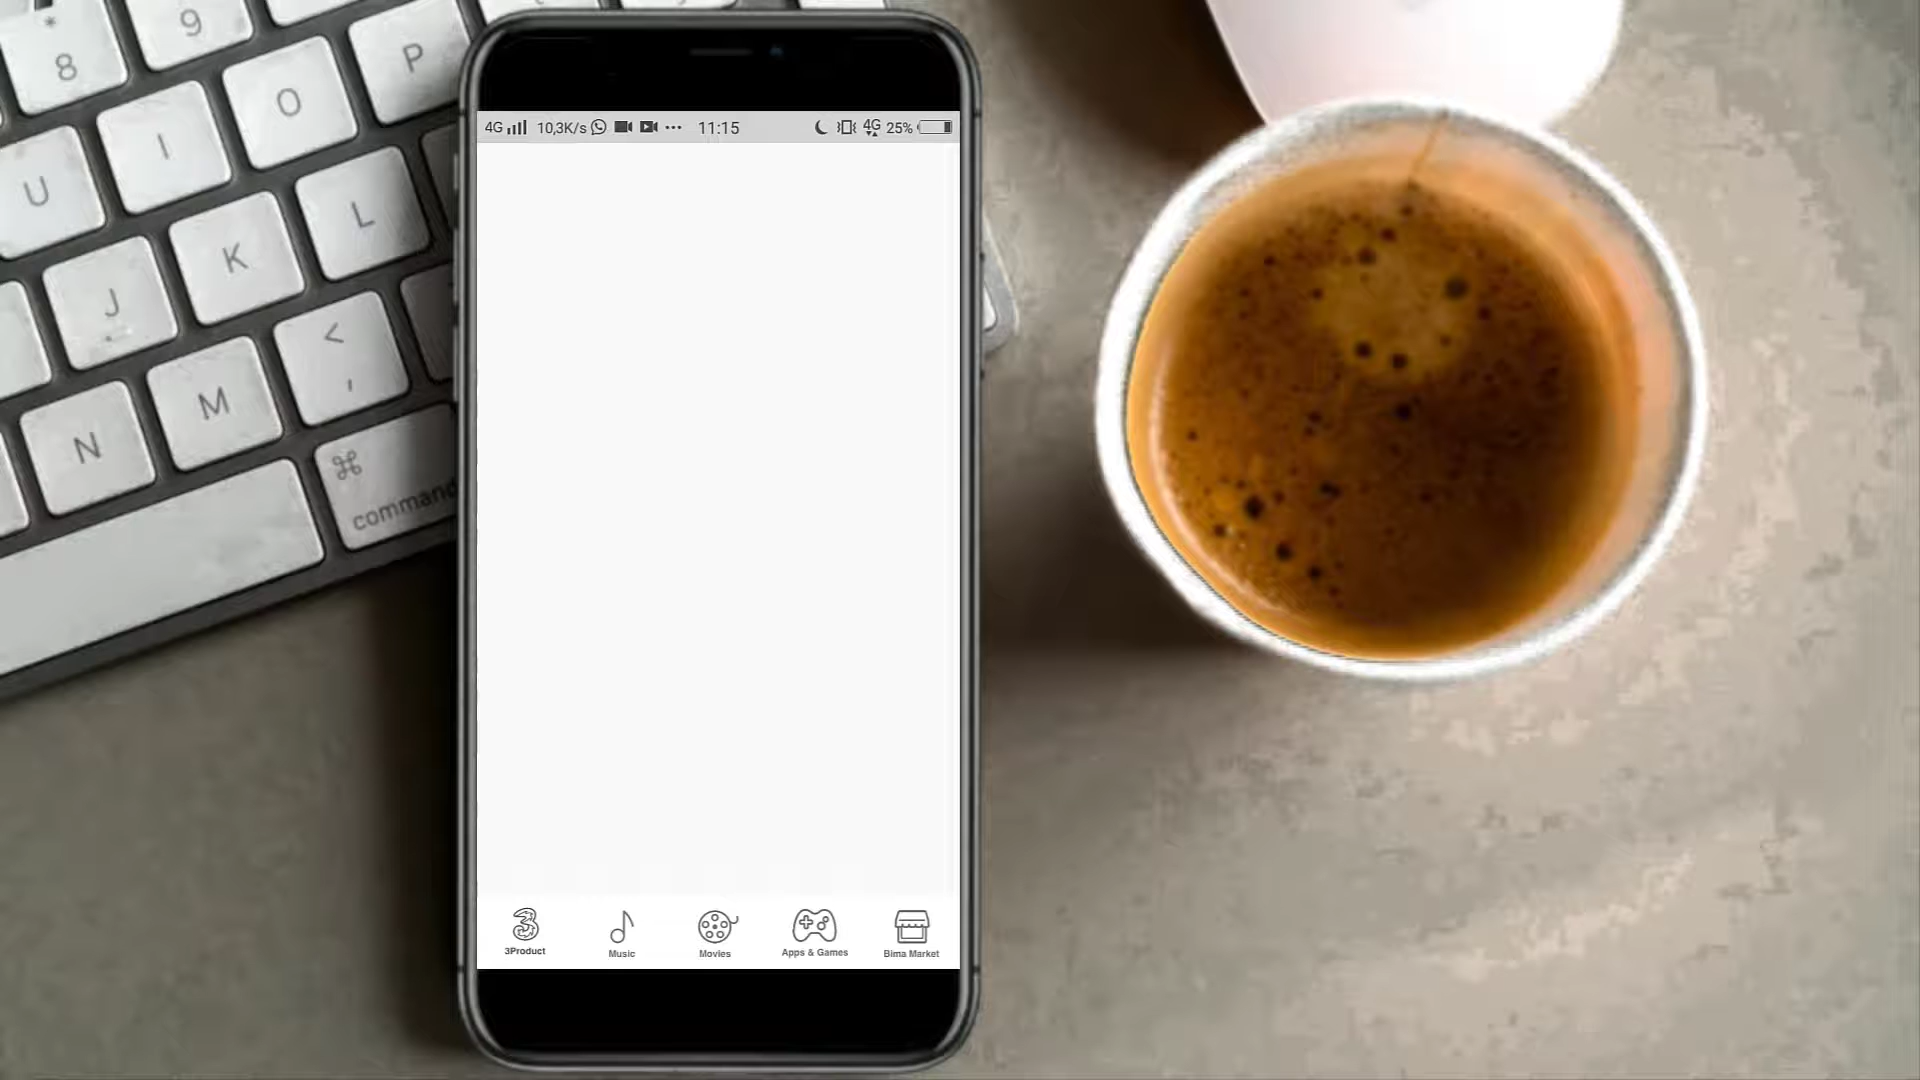 * 9 P
8 O
I
U L
K
J <
M ,
N ⌘
command
4G 10,3K/s 11:15 4G 25%
3Product Music Movies Apps & Games Bima Market